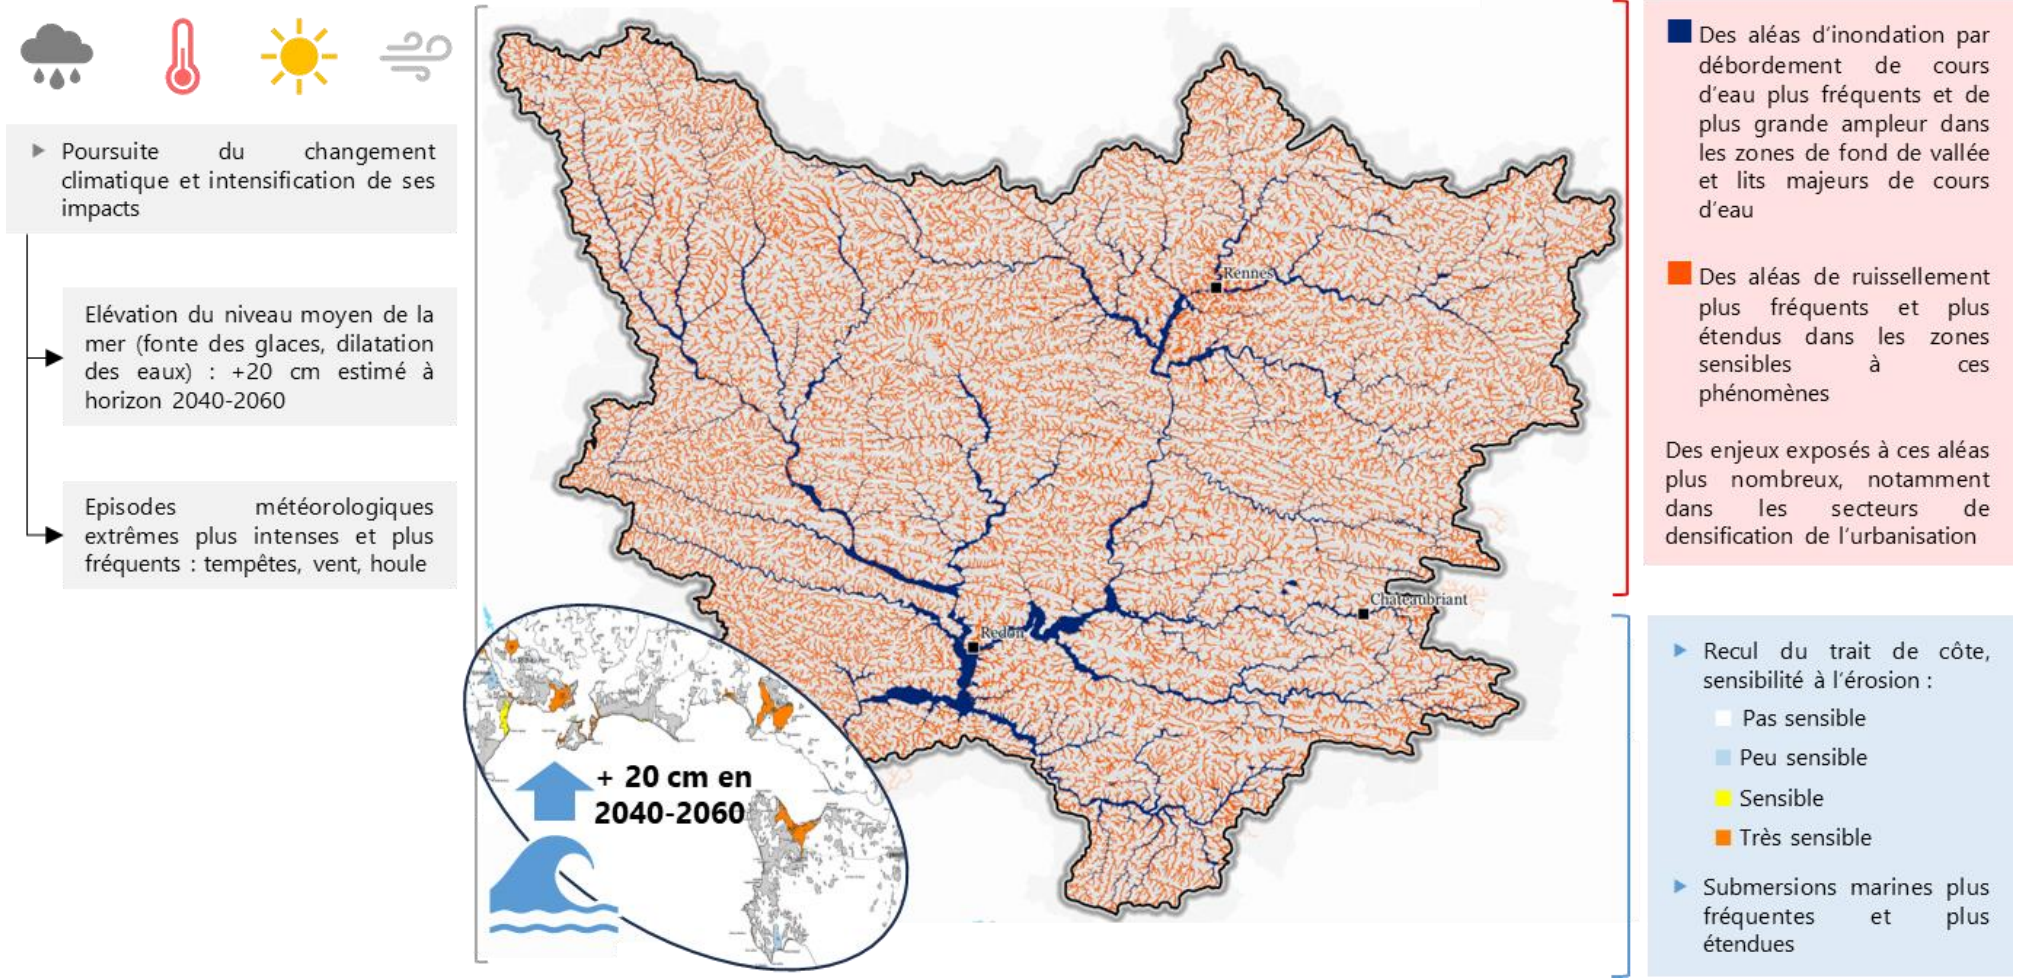 Poursuite du changement
climatique et intensification de ses
impacts
Elévation du niveau moyen de la
mer (fonte des glaces, dilatation
des eaux) : +20 cm estimé à
horizon 2040-2060
Episodes météorologiques
extrêmes plus intenses et plus
fréquents : tempêtes, vent, houle
Rennes
Châteaubriant
Redon
+ 20 cm en
2040-2060
Des aléas d'inondation par
débordement de cours
d'eau plus fréquents et de
plus grande ampleur dans
les zones de fond de vallée
et lits majeurs de cours
d'eau
Des aléas de ruissellement
plus fréquents et plus
étendus dans les zones
sensibles à ces
phénomènes
Des enjeux exposés à ces aléas
plus nombreux, notamment
dans les secteurs de
densification de l'urbanisation
Recul du trait de côte,
sensibilité à l'érosion :
Pas sensible
Peu sensible
Sensible
Très sensible
Submersions marines plus
fréquentes et plus
étendues